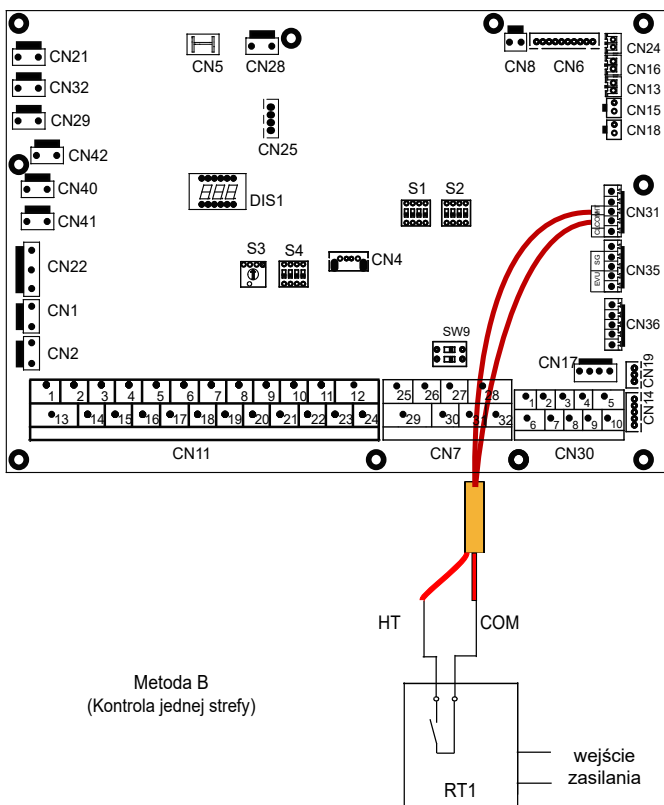 CN21
CN32
CN29
CN42
CN40
CN41
CN22
CN1
CN2
CN5
CN28
CN25
DIS1
S3
S4
CN4
S1
S2
SW9
CN8
CN6
CN24
CN16
CN13
CN15
CN18
CN31
SG
EVU
CN35
CN36
CN17
CN19
CN14
1 2 3 4 5 6 7 8 9 10 11 12
13 14 15 16 17 18 19 20 21 22 23 24
CN11
25 26 27 28
29 30 31 32
CN7
1 2 3 4 5
6 7 8 9 10
CN30
HT
COM
Metoda B
(Kontrola jednej strefy)
RT1
wejście
zasilania